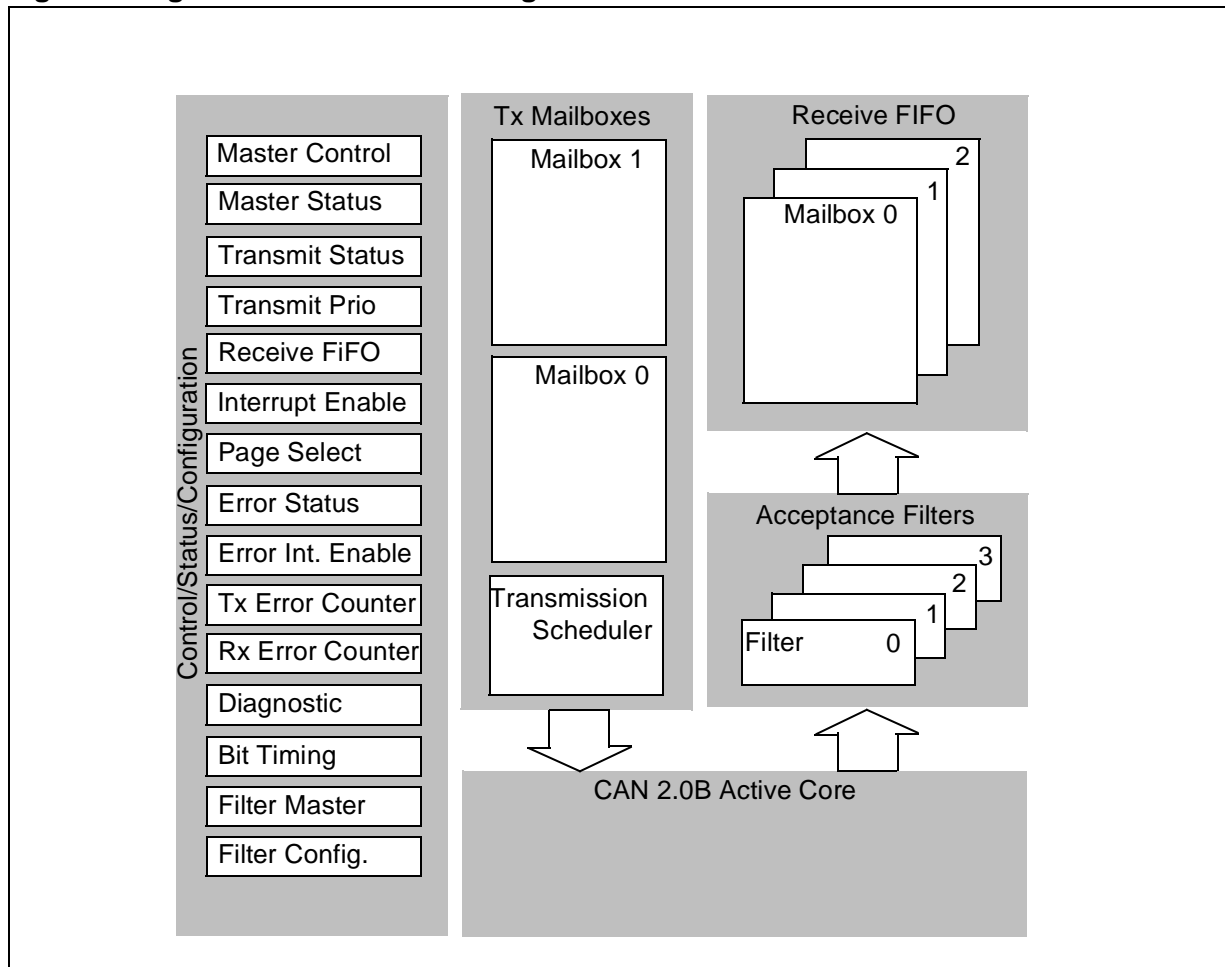 Control/Status/Configuration
Master Control
Master Status
Transmit Status
Transmit Prio
Receive FiFO
Interrupt Enable
Page Select
Error Status
Error Int. Enable
Tx Error Counter
Rx Error Counter
Diagnostic
Bit Timing
Filter Master
Filter Config.
Tx Mailboxes
Mailbox 1
Mailbox 0
Transmission
Scheduler
Receive FIFO
2
1
Mailbox 0
Acceptance Filters
3
2
1
Filter 0
CAN 2.0B Active Core